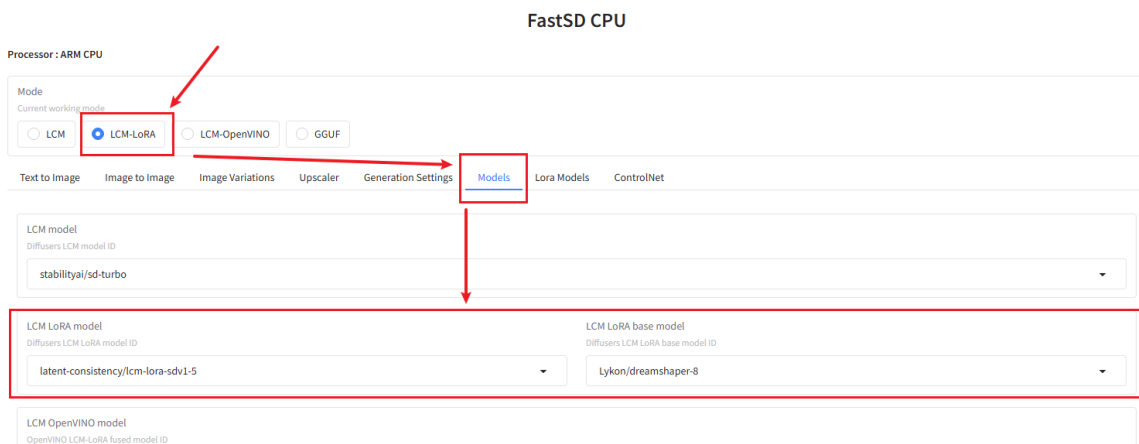 FastSD CPU
Processor : ARM CPU
Mode
Current working mode
LCM LCM-LoRA LCM-OpenVINO GGUF
Text to Image Image to Image Image Variations Upscaler Generation Settings Models Lora Models ControlNet
LCM model
Diffusers LCM model ID
stabilityai/sd-turbo
LCM LoRA model
Diffusers LCM LoRA model ID
latent-consistency/lcm-lora-sdv1-5
LCM LoRA base model
Diffusers LCM LoRA base model ID
Lykon/dreamshaper-8
LCM OpenVINO model
OpenVINO LCM-LoRA fused model ID